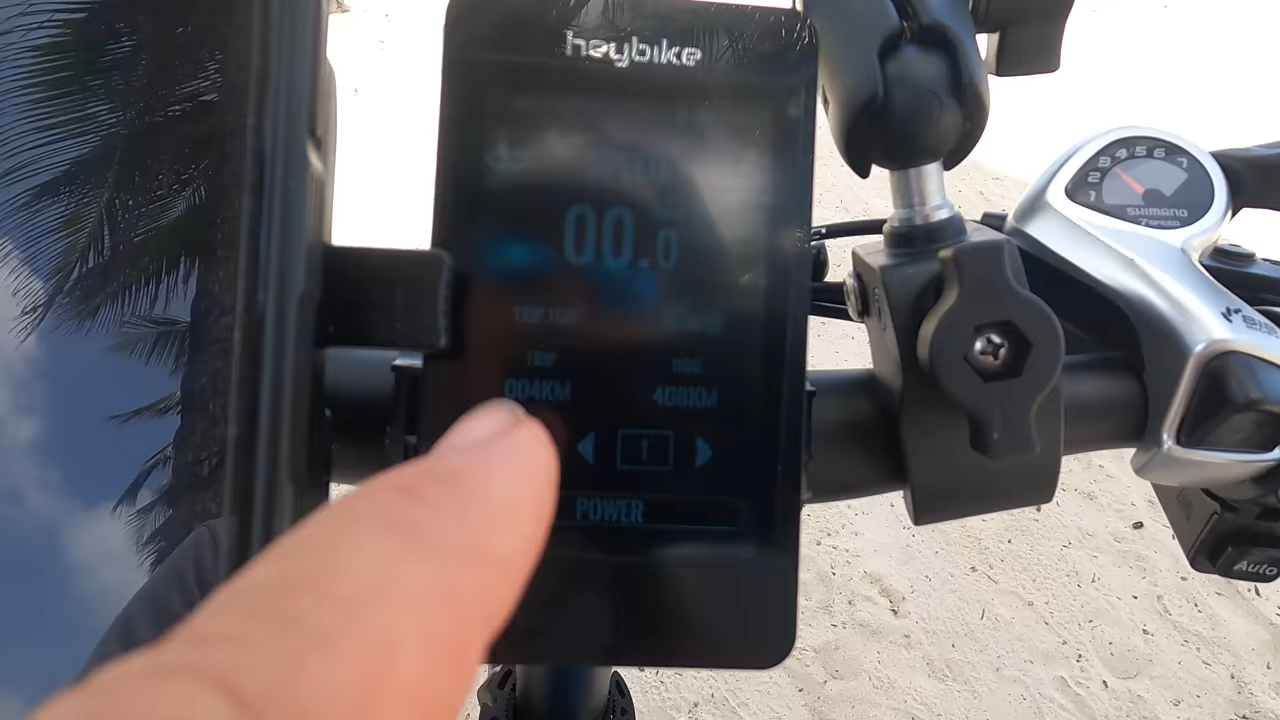 heybike
00.0
TRIP
ODO
004KM
408KM
1
POWER
1 2 3 4 5 6 7
SHIMANO
7 SPEED
Auto